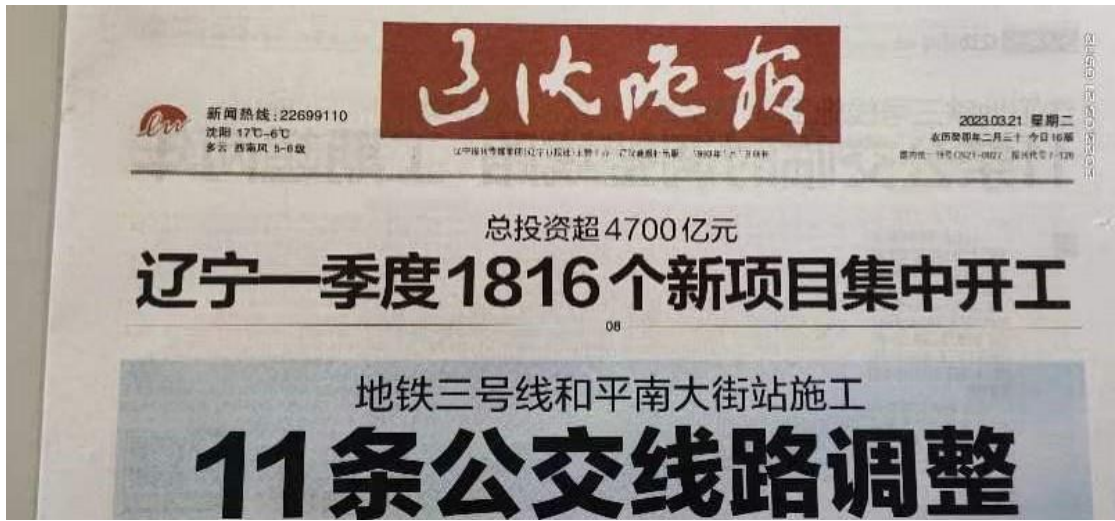 辽沈晚报
新闻热线:22699110
沈阳 17℃-6℃
多云 西南风 5-6级
2023.03.21 星期二
农历癸卯年二月三十 今日16版
总投资超4700亿元
辽宁一季度1816个新项目集中开工
08
地铁三号线和平南大街站施工
11条公交线路调整